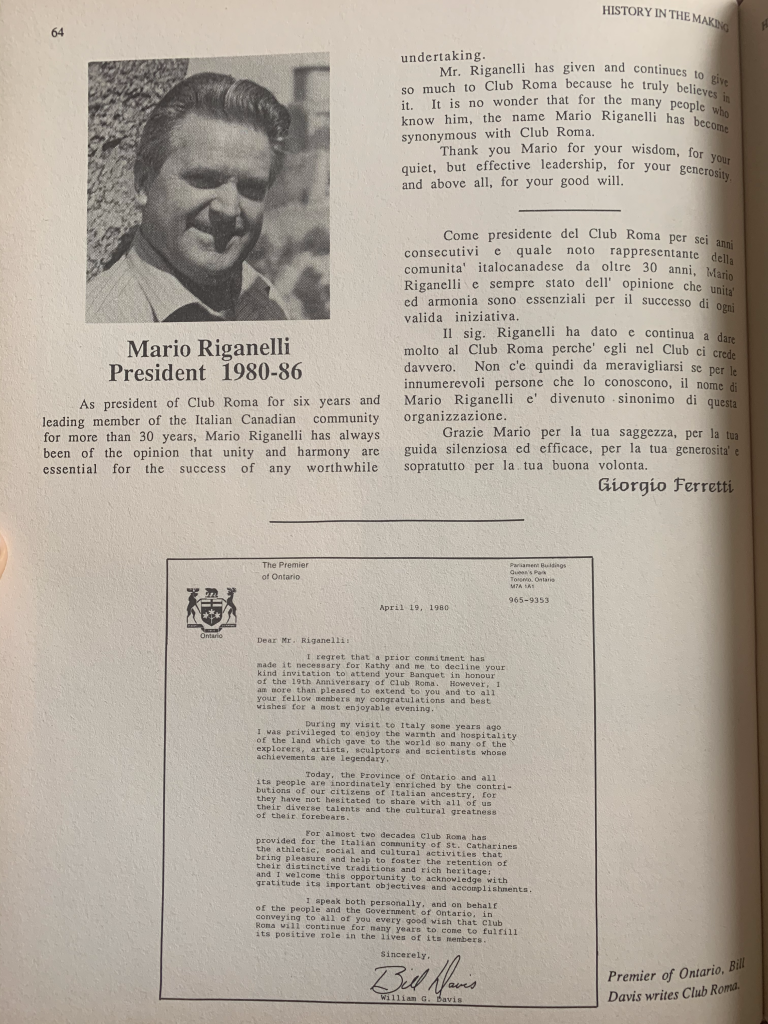 64
HISTORY IN THE MAKING
Mario Riganelli
President 1980-86
As president of Club Roma for six years and
leading member of the Italian Canadian community
for more than 30 years, Mario Riganelli has always
been of the opinion that unity and harmony are
essential for the success of any worthwhile
undertaking.
Mr. Riganelli has given and continues to give
so much to Club Roma because he truly believes in
it. It is no wonder that for the many people who
know him, the name Mario Riganelli has become
synonymous with Club Roma.
Thank you Mario for your wisdom, for your
quiet, but effective leadership, for your generosity
and above all, for your good will.
Come presidente del Club Roma per sei anni
consecutivi e quale noto rappresentante della
comunita' italocanadese da oltre 30 anni, Mario
Riganelli e sempre stato dell' opinione che unita'
ed armonia sono essenziali per il successo di ogni
valida iniziativa.
Il sig. Riganelli ha dato e continua a dare
molto al Club Roma perche' egli nel Club ci crede
davvero. Non c'e quindi da meravigliarsi se per le
innumerevoli persone che lo conoscono, il nome di
Mario Riganelli e' divenuto sinonimo di questa
organizzazione.
Grazie Mario per la tua saggezza, per la tua
guida silenziosa ed efficace, per la tua generosita' e
sopratutto per la tua buona volonta.
Giorgio Ferretti
The Premier
of Ontario
Parliament Buildings
Queen's Park
Toronto, Ontario
M7A 1A1
965-9353
Ontario
April 19, 1980
Dear Mr. Riganelli:
I regret that a prior commitment has
made it necessary for Kathy and me to decline your
kind invitation to attend your Banquet in honour
of the 19th Anniversary of Club Roma. However, I
am more than pleased to extend to you and to all
your fellow members my congratulations and best
wishes for a most enjoyable evening.
During my visit to Italy some years ago
I was privileged to enjoy the warmth and hospitality
of the land which gave to the world so many of the
explorers, artists, sculptors and scientists whose
achievements are legendary.
Today, the Province of Ontario and all
its people are inordinately enriched by the contri-
butions of our citizens of Italian ancestry, for
they have not hesitated to share with all of us
their diverse talents and the cultural greatness
of their forebears.
For almost two decades Club Roma has
provided for the Italian community of St. Catharines
the athletic, social and cultural activities that
bring pleasure and help to foster the retention of
their distinctive traditions and rich heritage;
and I welcome this opportunity to acknowledge with
gratitude its important objectives and accomplishments.
I speak both personally, and on behalf
of the people and the Government of Ontario, in
conveying to all of you every good wish that Club
Roma will continue for many years to come to fulfill
its positive role in the lives of its members.
Sincerely,
Bill Davis
William G. Davis
Premier of Ontario, Bill
Davis writes Club Roma.